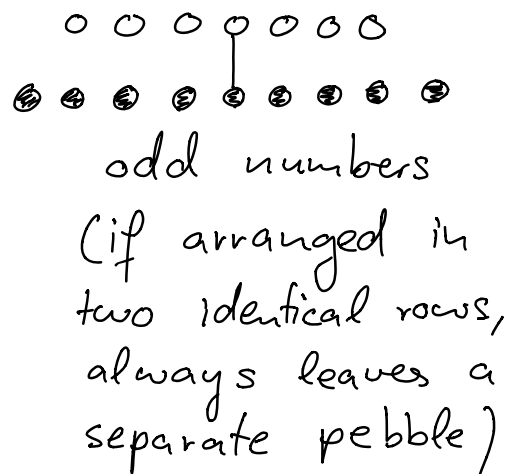 odd numbers
(if arranged in
two identical rows,
always leaves a
separate pebble)